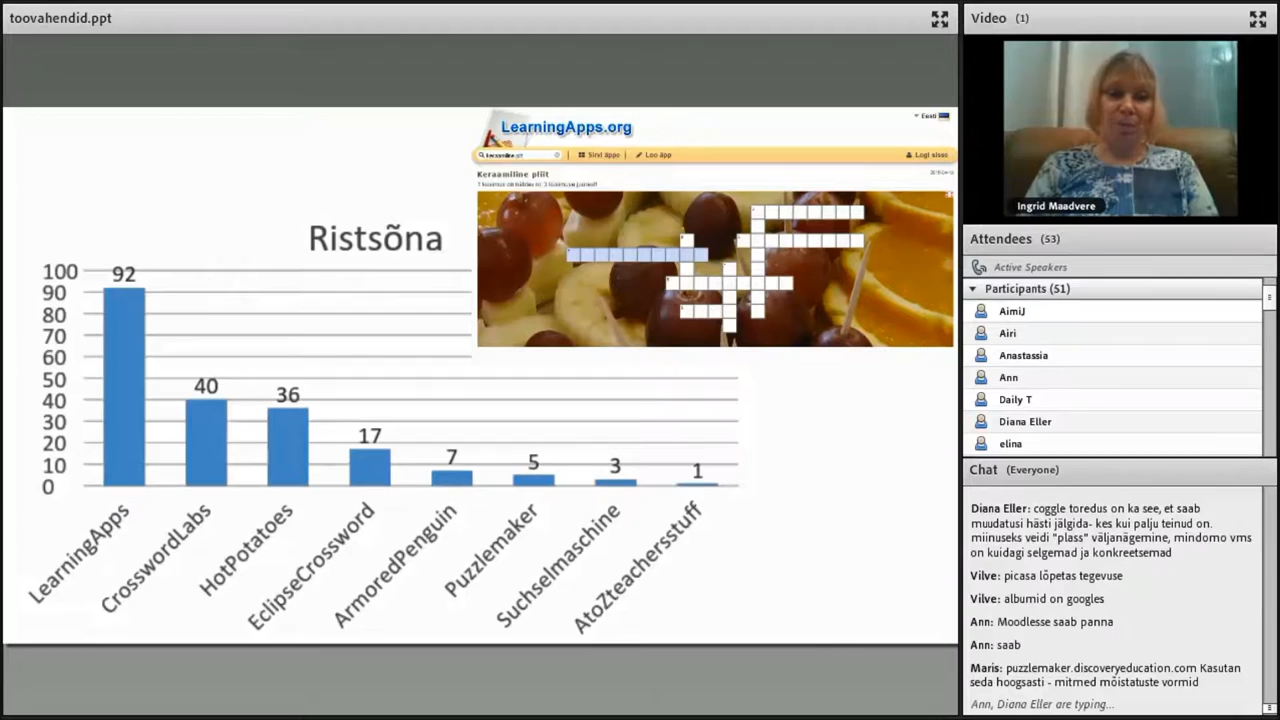 toovahendid.ppt
LearningApps.org
Eesti
keraamiline plit
Sirvi äppe
Loo äpp
Logi sisse
Keraamiline pliit
Ristsõna
100
90
80
70
60
50
40
30
20
10
0
92
40
36
17
7
5
3
1
LearningApps
CrosswordLabs
HotPotatoes
EclipseCrossword
ArmoredPenguin
Puzzlemaker
Suchselmaschine
AtoZteachersstuff
Video (1)
Ingrid Maadvere
Attendees (53)
Active Speakers
Participants (51)
AimiJ
Airi
Anastassia
Ann
Daily T
Diana Eller
elina
Chat (Everyone)
Diana Eller: coggle toredus on ka see, et saab
muudatusi hästi jälgida- kes kui palju teinud on.
miinuseks veidi "plass" väljanägemine, mindomo vms
on kuidagi selgemad ja konkreetsemad
Vilve: picasa lõpetas tegevuse
Vilve: albumid on googles
Ann: Moodlesse saab panna
Ann: saab
Maris: puzzlemaker.discoveryeducation.com Kasutan
seda hoogsasti - mitmed mõistatuste vormid
Ann, Diana Eller are typing...